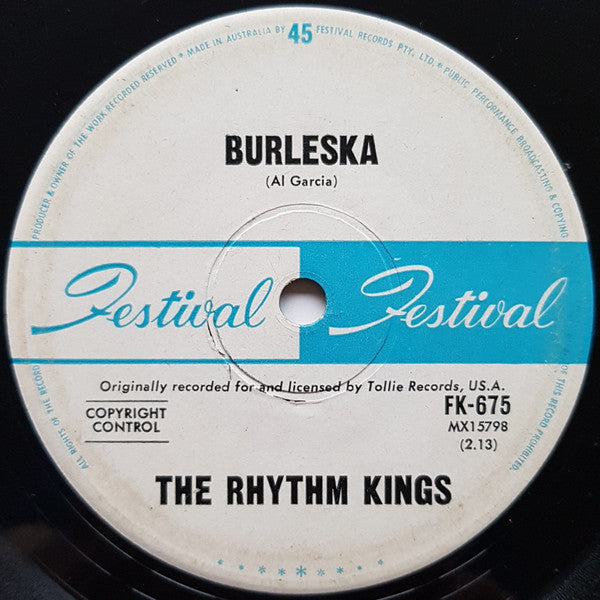 ★ MADE IN AUSTRALIA BY 45 FESTIVAL RECORDS PTY. LTD. ★ PUBLIC PERFORMANCE BROADCASTING & COPYING
OF THIS RECORD PROHIBITED.
ALL RIGHTS OF THE RECORD
PRODUCER & OWNER OF THE WORK RECORDED RESERVED
BURLESKA
(Al Garcia)
Festival Festival
Originally recorded for and licensed by Tollie Records, U.S.A.
COPYRIGHT
CONTROL
FK-675
MX15798
(2.13)
THE RHYTHM KINGS